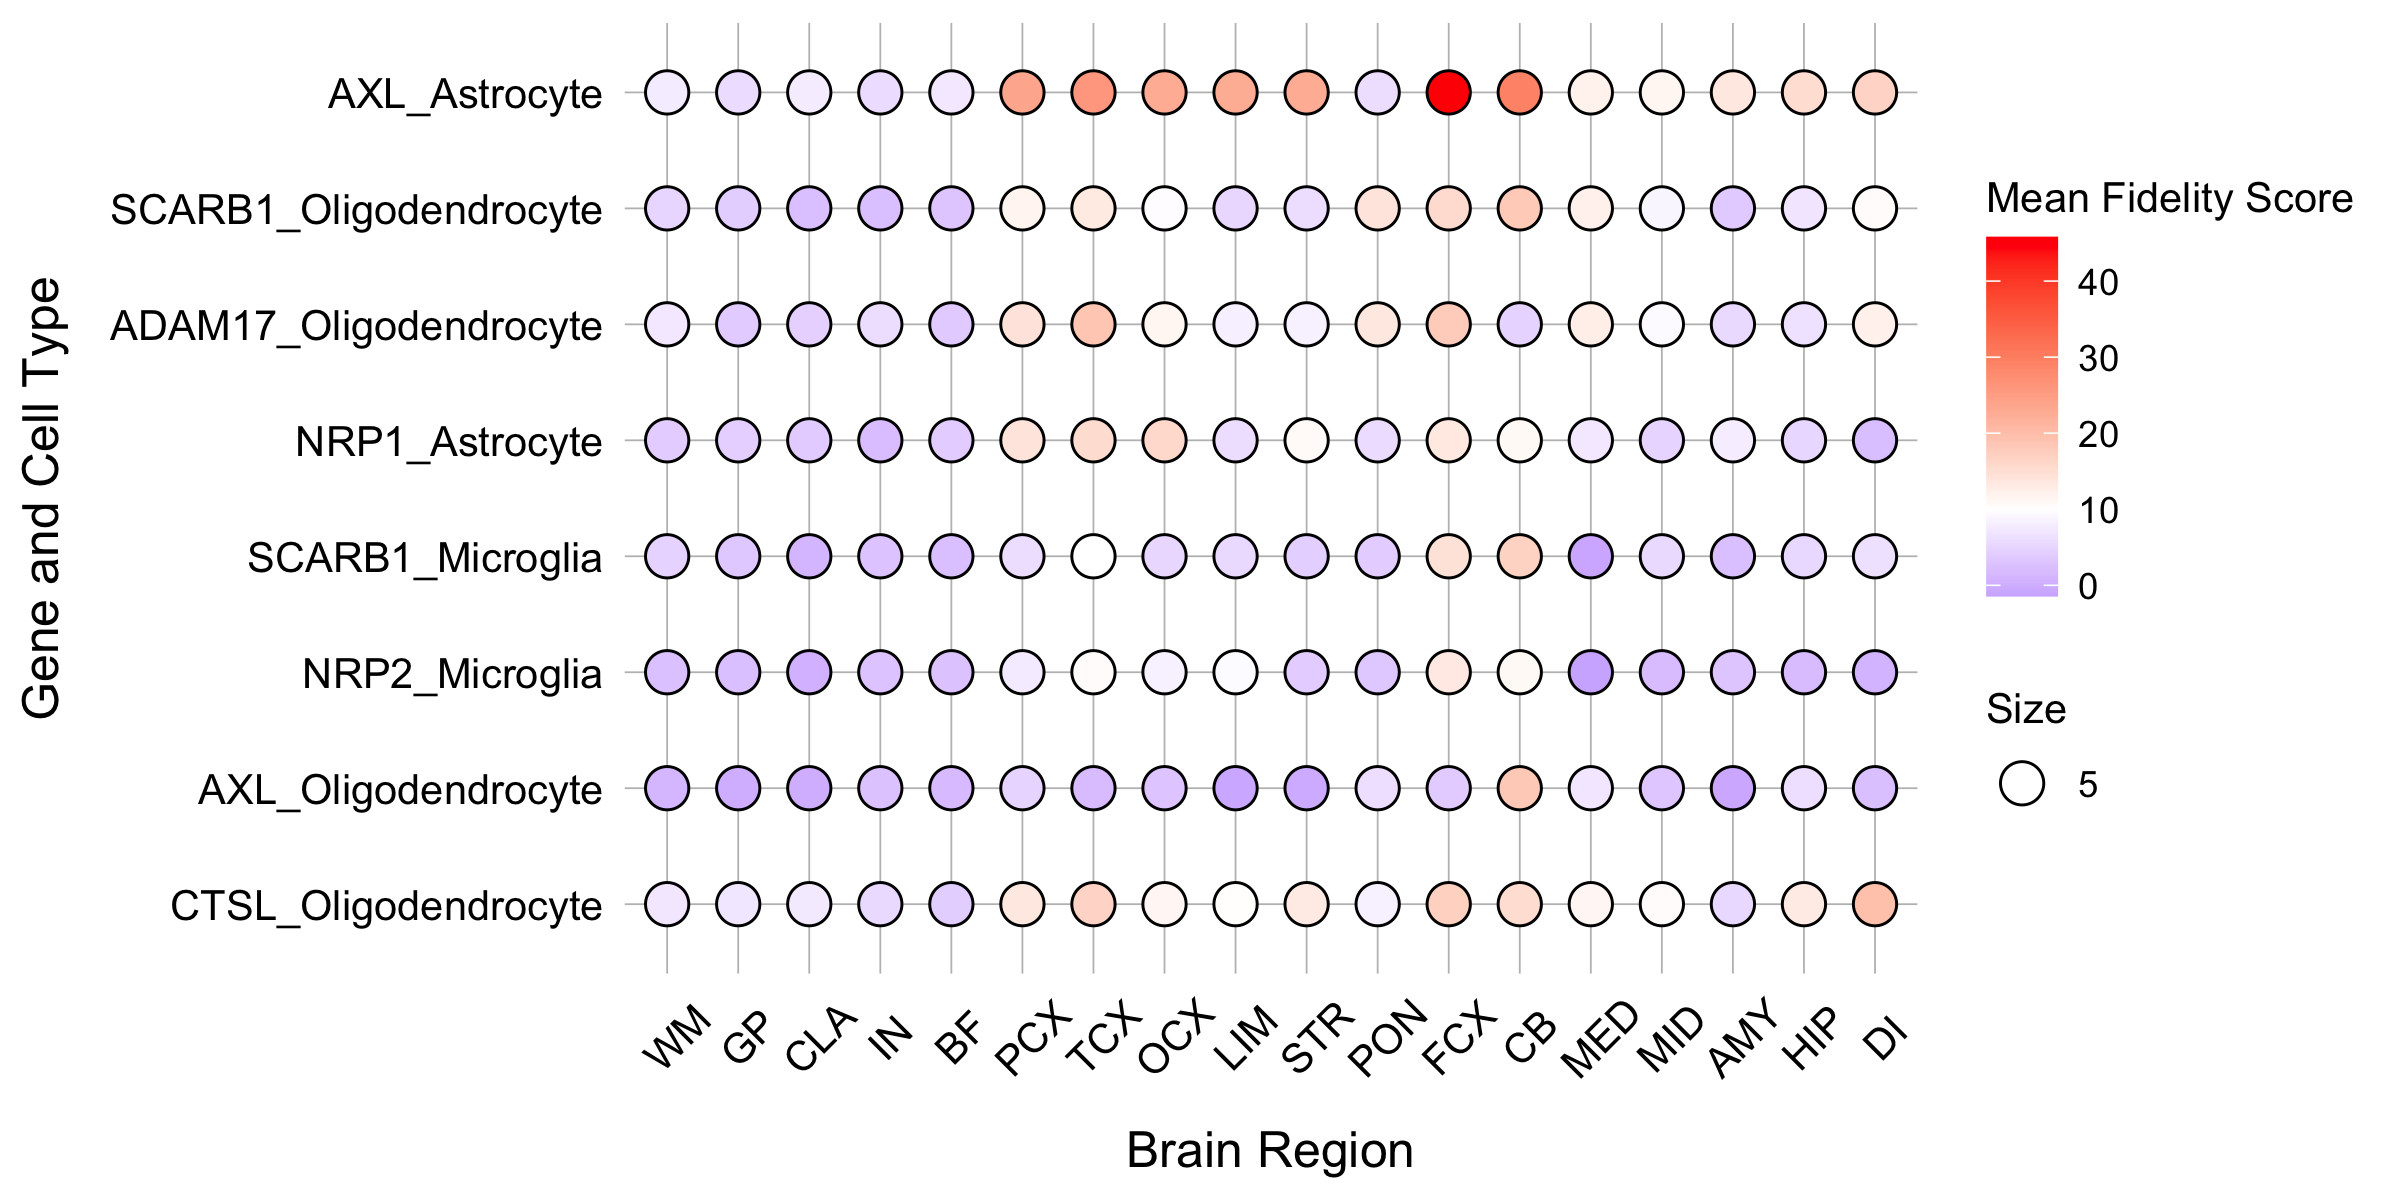 AXL_Astrocyte
SCARB1_Oligodendrocyte
ADAM17_Oligodendrocyte
NRP1_Astrocyte
SCARB1_Microglia
NRP2_Microglia
AXL_Oligodendrocyte
CTSL_Oligodendrocyte
Gene and Cell Type
WM GP CLA IN BF PCX TCX OCX LIM STR PON FCX CB MED MID AMY HIP DI
Brain Region
Mean Fidelity Score
40
30
20
10
0
Size
5